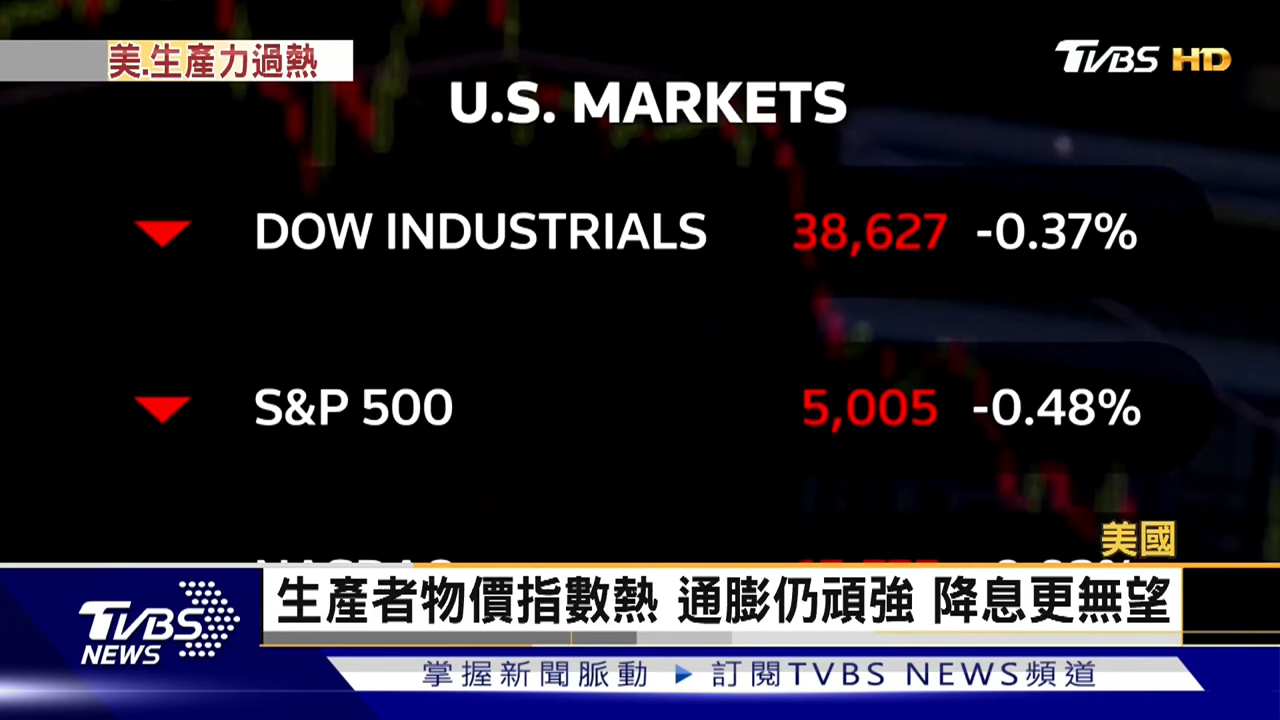 美.生產力過熱
TVBS HD
U.S. MARKETS
DOW INDUSTRIALS 38,627 -0.37%
S&P 500 5,005 -0.48%
美國
生產者物價指數熱 通膨仍頑強 降息更無望
TVBS NEWS
掌握新聞脈動 ▶ 訂閱TVBS NEWS頻道